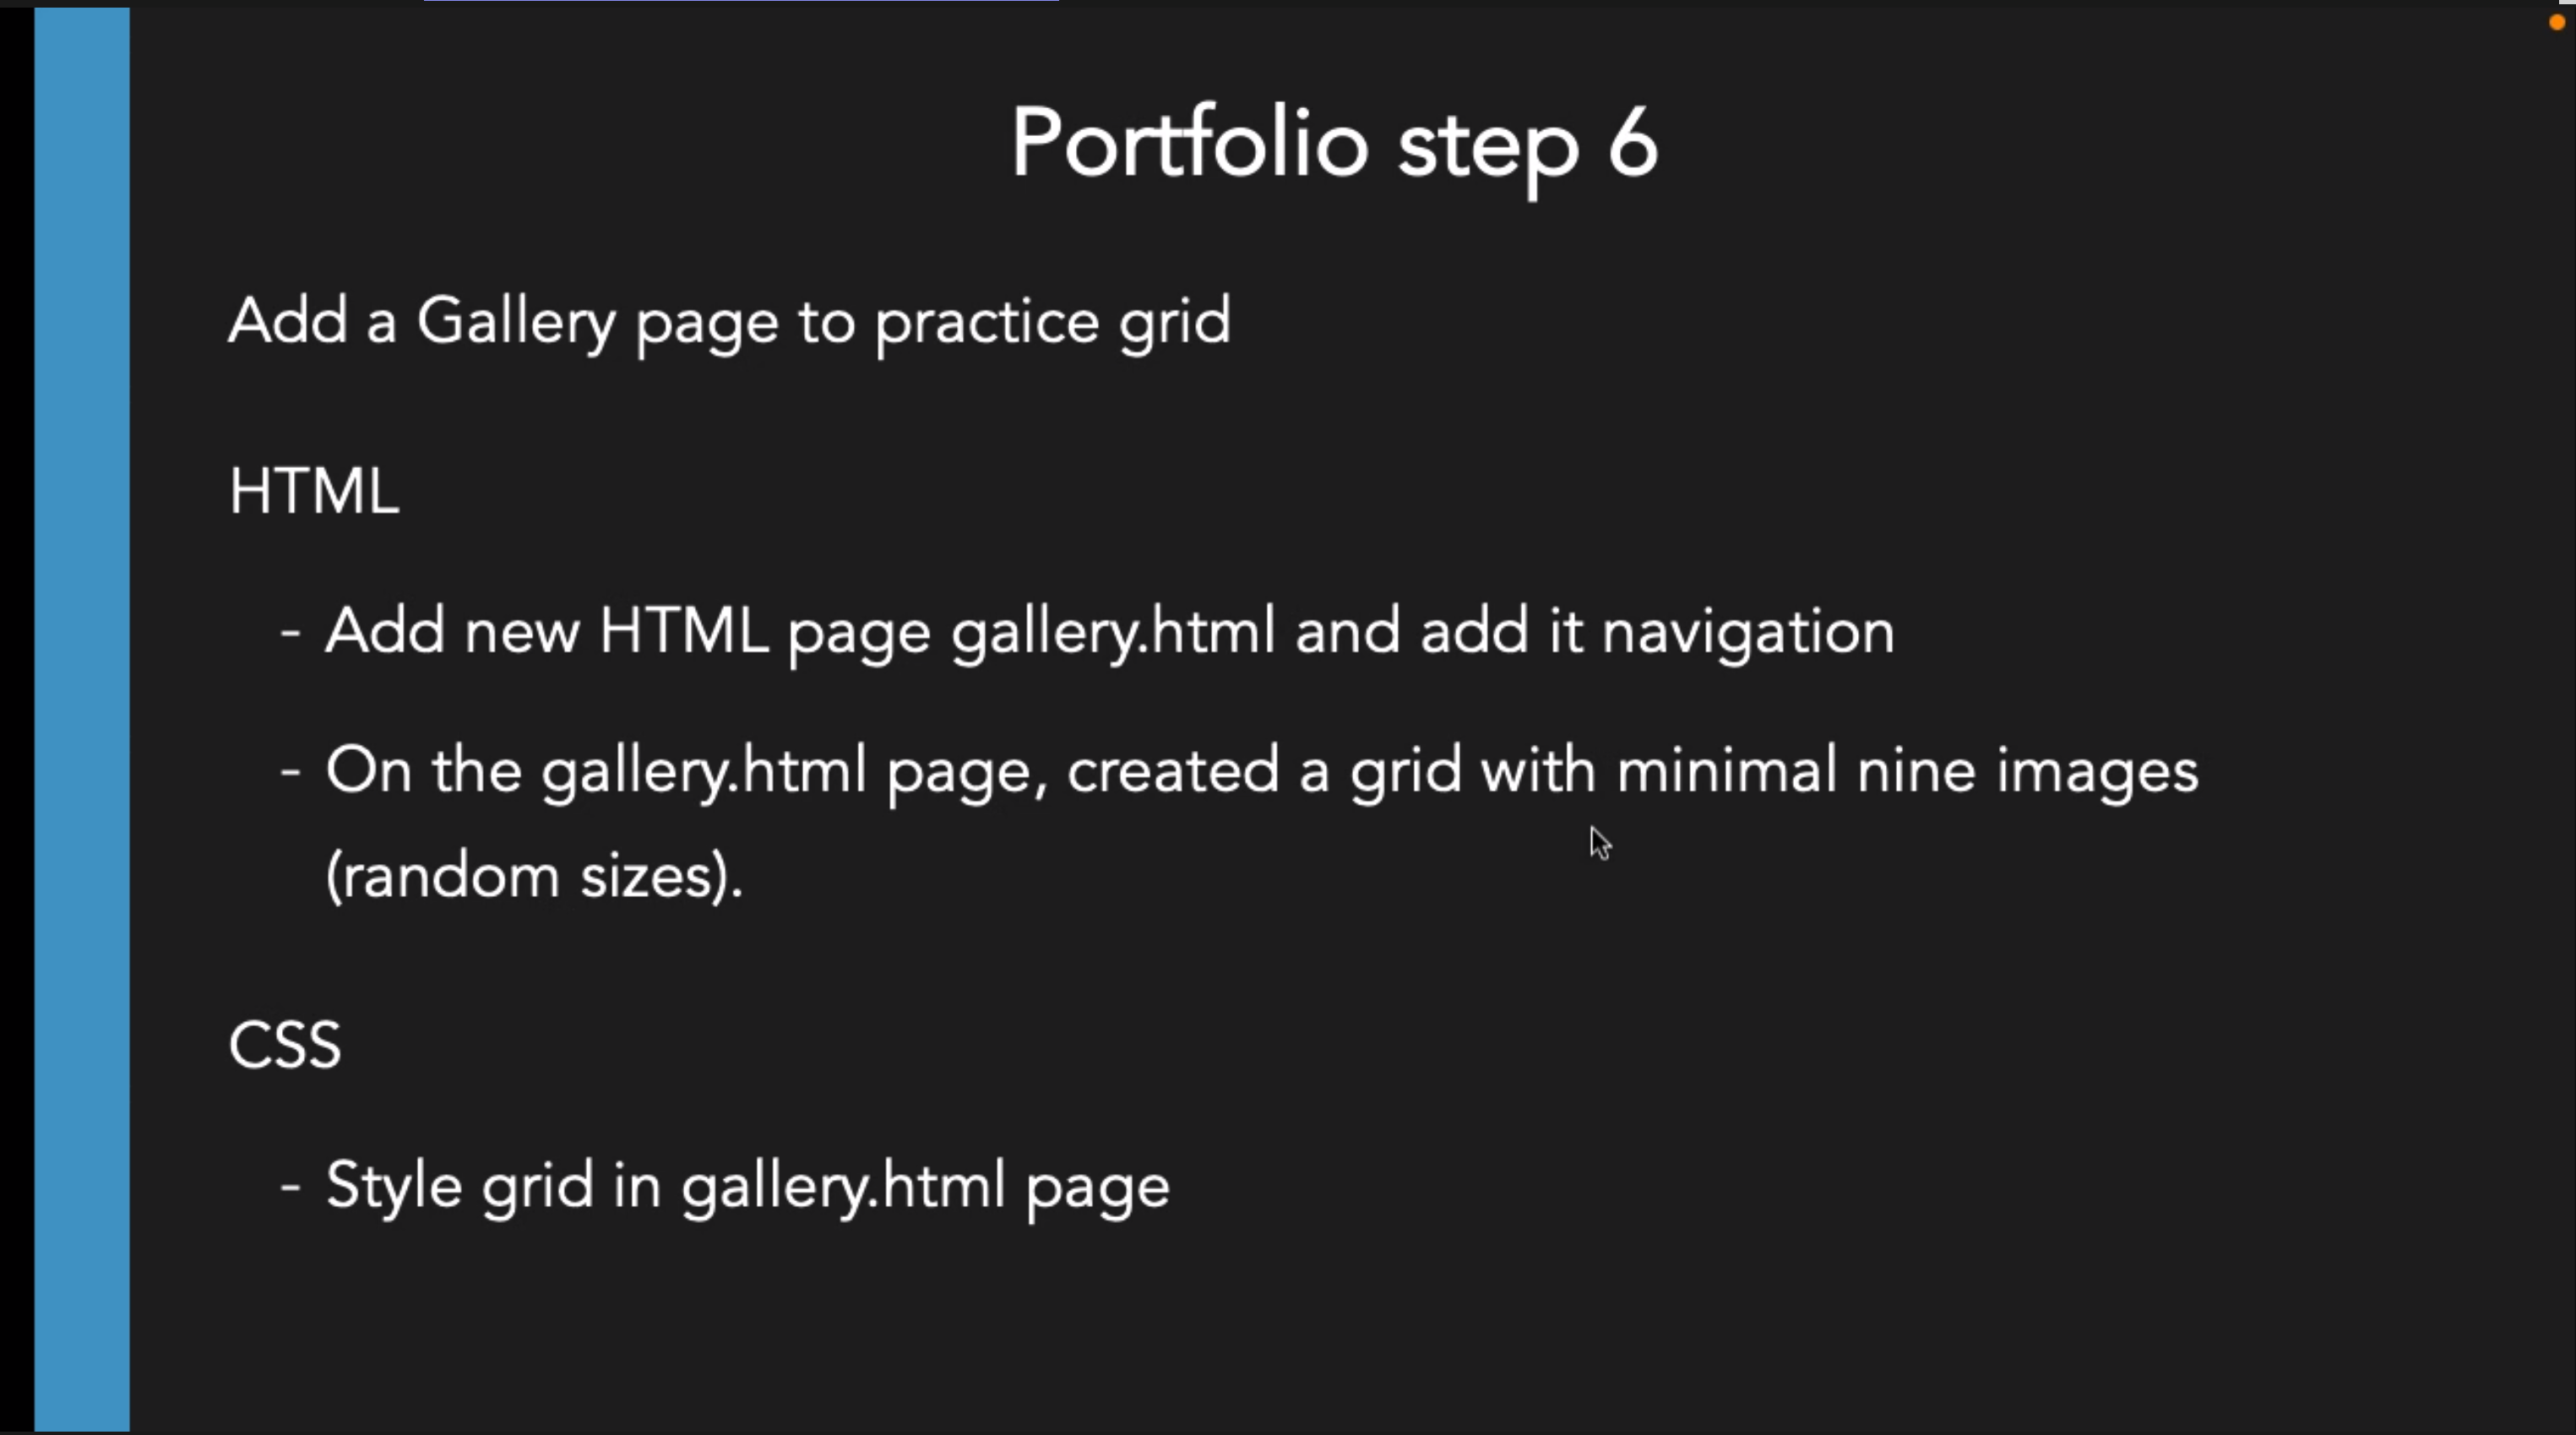 Portfolio step 6
Add a Gallery page to practice grid
HTML
- Add new HTML page gallery.html and add it navigation
- On the gallery.html page, created a grid with minimal nine images
(random sizes).
CSS
- Style grid in gallery.html page